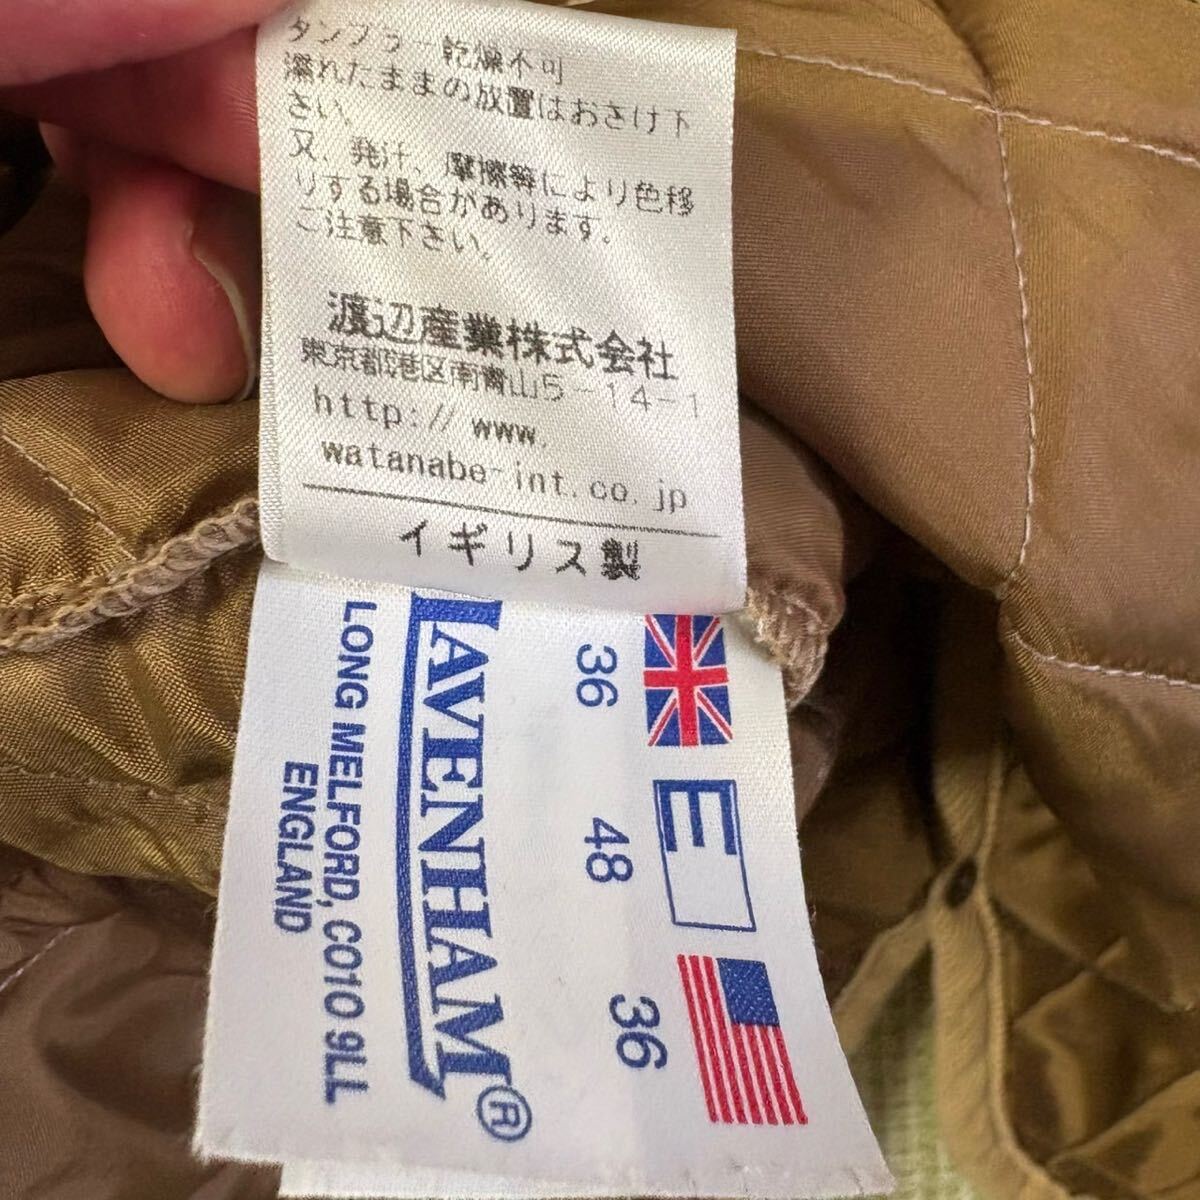 タンブラー乾燥不可
濡れたままの放置はおさけ下
さい。
又、発汗、摩擦等により色移
りする場合があります。
ご注意下さい。
渡辺産業株式会社
東京都港区南青山5-14-1
http://www.
watanabe-int.co.jp
イギリス製
LAVENHAM®
LONG MELFORD, CO10 9LL
ENGLAND
36
E
48
36